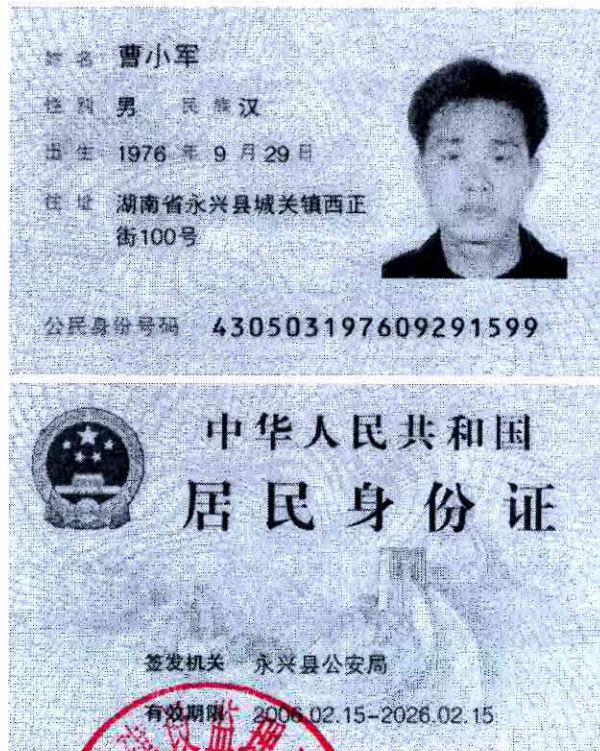 姓名 曹小军
性别 男 民族 汉
出生 1976 年 9 月 29 日
住址 湖南省永兴县城关镇西正
街100号
公民身份号码 430503197609291599
中华人民共和国
居民身份证
签发机关 永兴县公安局
有效期限 2006.02.15-2026.02.15